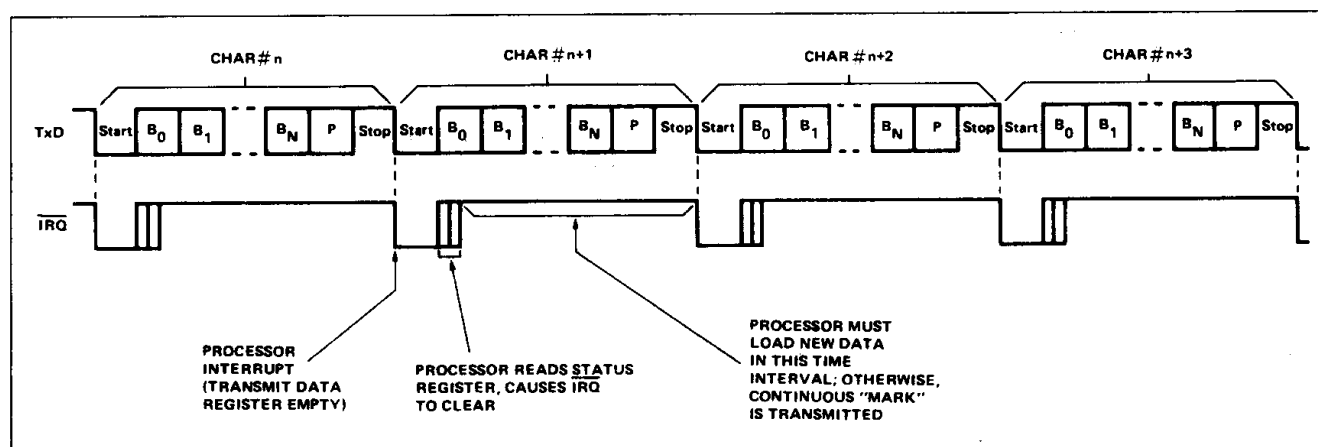 CHAR#n CHAR#n+1 CHAR#n+2 CHAR#n+3
TxD Start B0 B1 BN P Stop Start B0 B1 BN P Stop Start B0 B1 BN P Stop Start B0 B1 BN P Stop
IRQ
PROCESSOR
INTERRUPT
(TRANSMIT DATA
REGISTER EMPTY)
PROCESSOR READS STATUS
REGISTER, CAUSES IRQ
TO CLEAR
PROCESSOR MUST
LOAD NEW DATA
IN THIS TIME
INTERVAL; OTHERWISE,
CONTINUOUS "MARK"
IS TRANSMITTED